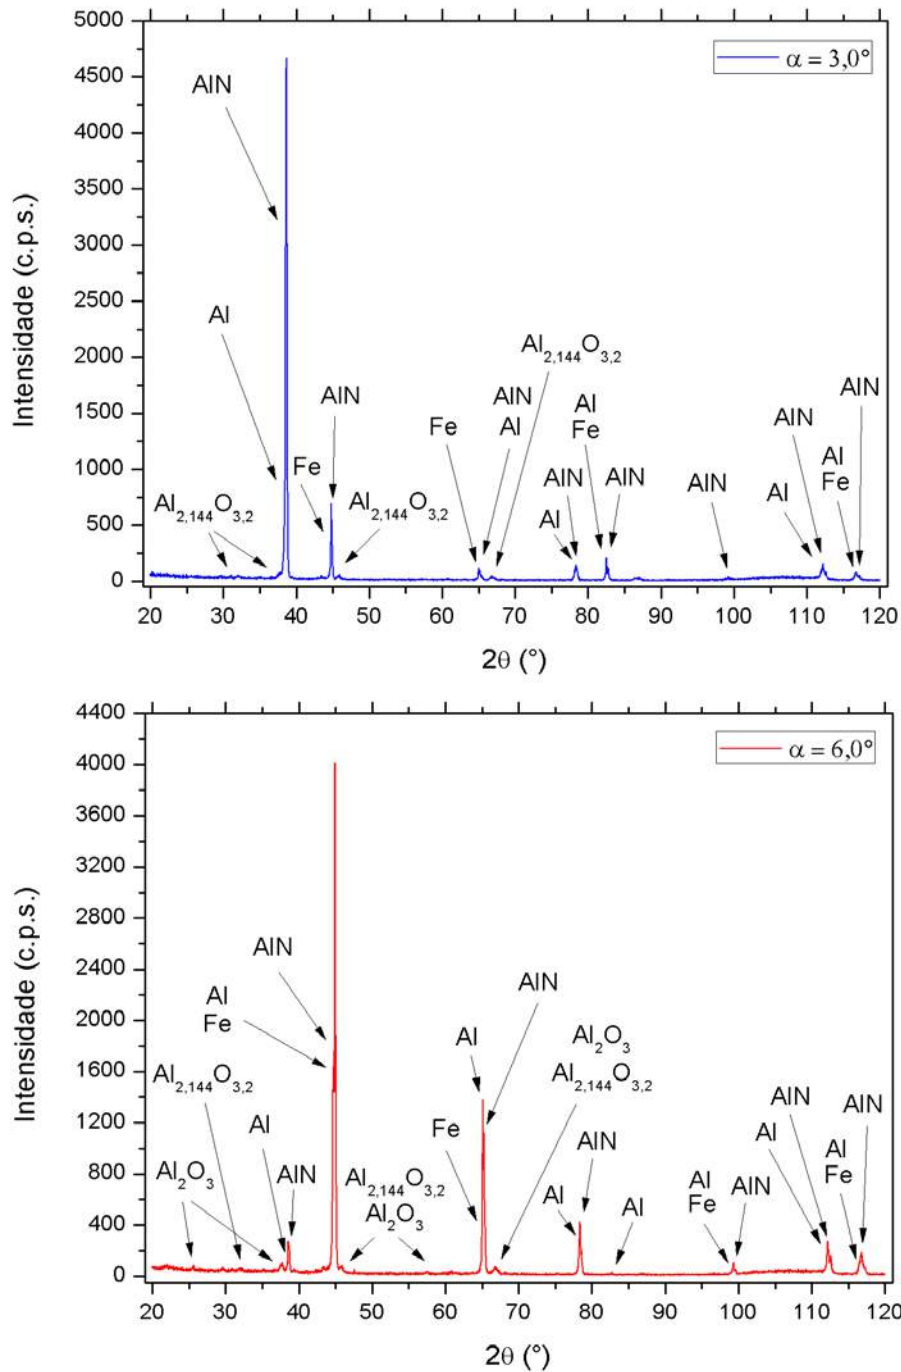 5000
4500
4000
3500
3000
2500
2000
1500
1000
500
0
Intensidade (c.p.s.)
α = 3,0°
AlN
Al
Al2,144O3,2
Fe
AlN
Al2,144O3,2
Fe
AlN
Al
Al2,144O3,2
AlN
Al
Al
Fe
AlN
AlN
AlN
Al
Al
Fe
AlN
20 30 40 50 60 70 80 90 100 110 120
2θ (°)
4400
4000
3600
3200
2800
2400
2000
1600
1200
800
400
0
Intensidade (c.p.s.)
α = 6,0°
AlN
Al
Fe
Al2,144O3,2
Al2O3
Al
AlN
Al2,144O3,2
Al2O3
Fe
Al
AlN
Al2O3
Al2,144O3,2
Al
AlN
Al
Al
Fe
AlN
AlN
Al
Al
Fe
AlN
20 30 40 50 60 70 80 90 100 110 120
2θ (°)